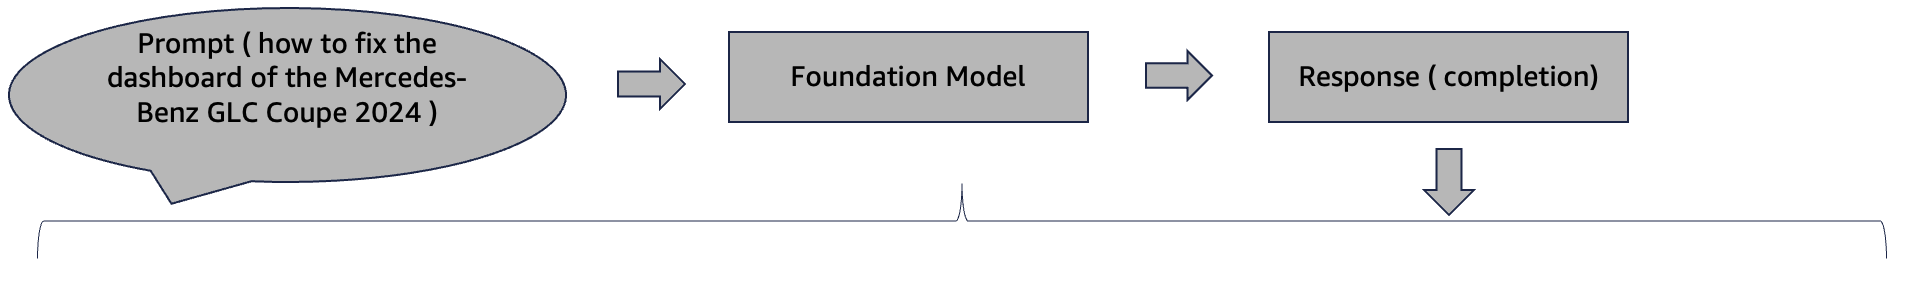 Prompt ( how to fix the
dashboard of the Mercedes-
Benz GLC Coupe 2024 )
Foundation Model
Response ( completion)